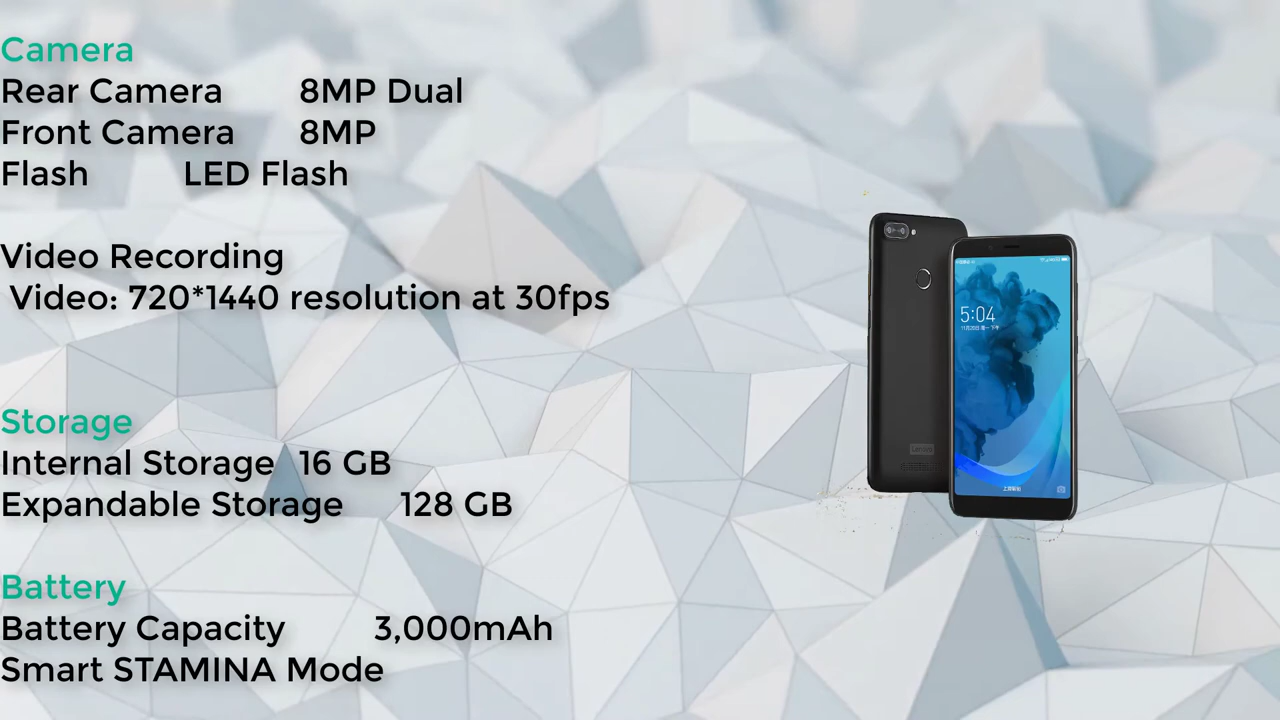 Camera
Rear Camera 8MP Dual
Front Camera 8MP
Flash LED Flash
Video Recording
Video: 720*1440 resolution at 30fps
Storage
Internal Storage 16 GB
Expandable Storage 128 GB
Battery
Battery Capacity 3,000mAh
Smart STAMINA Mode
5:04
Lenovo